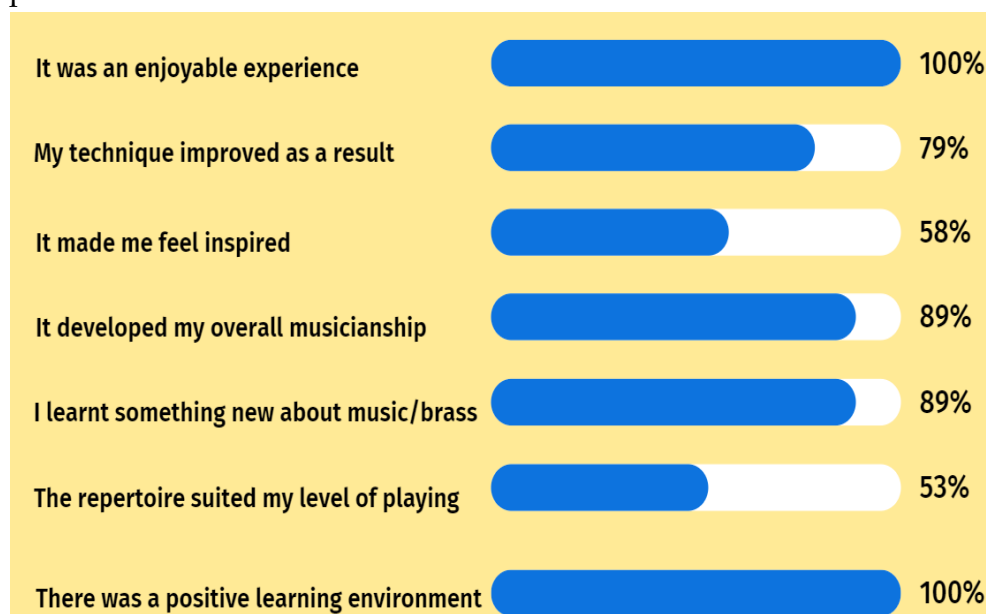 It was an enjoyable experience 100%
My technique improved as a result 79%
It made me feel inspired 58%
It developed my overall musicianship 89%
I learnt something new about music/brass 89%
The repertoire suited my level of playing 53%
There was a positive learning environment 100%